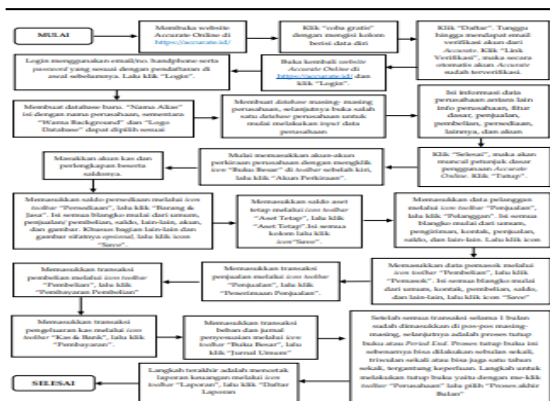 MULAI
Membuka website
Accurate Online di
https://accurate.id/
Klik "coba gratis"
dengan mengisi kolom
berisi data diri
Klik "Daftar". Tunggu
hingga mendapat email
verifikasi akun dari
Accurate. Klik "Link
Verifikasi", maka secara
otomatis akun Accurate
sudah terverifikasi.
Buka kembali website
Accurate Online di
https://accurate.id/ dan
klik "Login".
Login menggunakan email/no. handphone serta
password yang sesuai dengan pendaftaran di
awal sebelumnya. Lalu klik "Login".
Membuat database baru. "Nama Alias"
isi dengan nama perusahaan, sementara
"Warna Background" dan "Logo
Database" dapat dipilih sesuai
Membuat database masing- masing
perusahaan, selanjutnya buka salah
satu database perusahaan untuk
mulai melakukan input data
perusahaan
Isi informasi data
perusahaan antara lain
info perusahaan, fitur
dasar, penjualan,
pembelian, persediaan,
lainnya, dan akun
Klik "Selesai", maka akan
muncul petunjuk dasar
penggunaan Accurate
Online. Klik "Tutup".
Mulai memasukkan akun-akun
perkiraan perusahaan dengan mengklik
icon "Buku Besar" di toolbar sebelah kiri,
lalu klik "Akun Perkiraan".
Masukkan akun kas dan
perlengkapan beserta
saldonya.
Memasukkan saldo persediaan melalui icon
toolbar "Persediaan", lalu klik "Barang &
Jasa". Isi semua blangko mulai dari umum,
penjualan/ pembelian, saldo, lain-lain, akun,
dan gambar. Khusus bagian lain-lain dan
gambar sifatnya opsional, lalu klik icon
"Save".
Memasukkan saldo aset
tetap melalui icon toolbar
"Aset Tetap", lalu klik
"Aset Tetap".Isi semua
kolom lalu klik
icon"Save".
Memasukkan data pelanggan
melalui icon toolbar "Penjualan",
lalu klik "Pelanggan". Isi semua
blangko mulai dari umum,
pengiriman, kontak, penjualan,
saldo, dan lain-lain. Lalu klik icon
Memasukkan data pemasok melalui
icon toolbar "Pembelian", lalu klik
"Pemasok". Isi semua blangko mulai
dari umum, kontak, pembelian, saldo,
dan lain-lain, lalu klik icon "Save"
Memasukkan transaksi
penjualan melalui icon toolbar
"Penjualan", lalu klik
"Penerimaan Penjualan".
Memasukkan transaksi
pembelian melalui icon toolbar
"Pembelian", lalu klik
"Pembayaran Pembelian"
Memasukkan transaksi
pengeluaran kas melalui icon
toolbar "Kas & Bank", lalu klik
"Pembayaran".
Memasukkan transaksi
beban dan jurnal
penyesuaian melalui icon
toolbar "Buku Besar", lalu
klik "Jurnal Umum"
Setelah semua transaksi selama 1 bulan
sudah dimasukkan di pos-pos masing-
masing, selanjutnya adalah proses tutup
buku atau Period End. Proses tutup buku ini
sebenarnya bisa dilakukan sebulan sekali,
triwulan sekali atau bisa juga satu tahun
sekali, tergantung keperluan. Langkah untuk
melakukan tutup buku yaitu dengan me-klik
toolbar "Perusahaan" lalu pilih "Proses akhir
Bulan"
Langkah terakhir adalah mencetak
laporan keuangan melalui icon
toolbar "Laporan", lalu klik "Daftar
Laporan
SELESAI